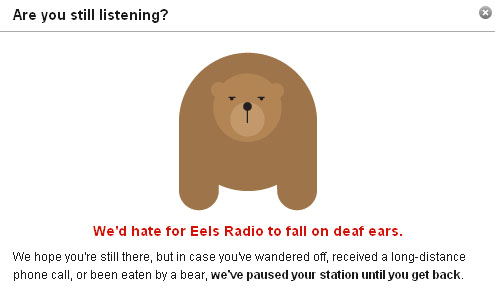 Are you still listening?
We'd hate for Eels Radio to fall on deaf ears.
We hope you're still there, but in case you've wandered off, received a long-distance
phone call, or been eaten by a bear, we've paused your station until you get back.